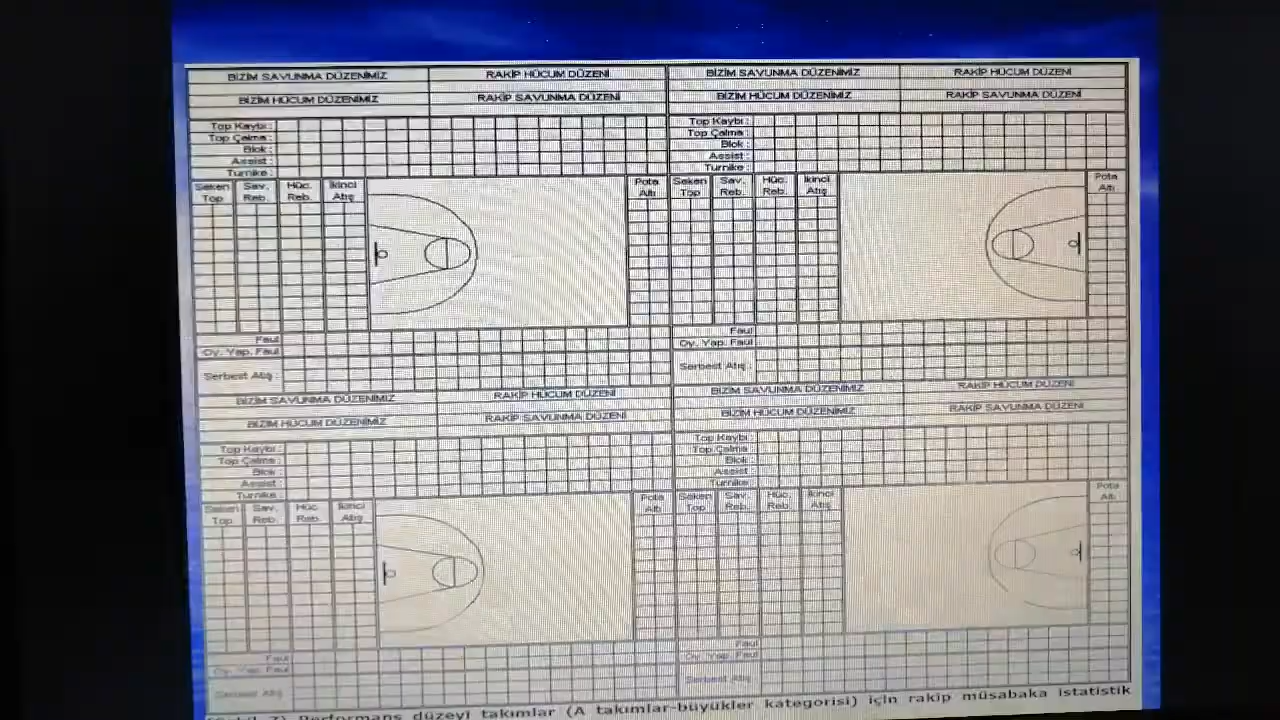 BİZİM SAVUNMA DÜZENİMİZ RAKİP HÜCUM DÜZENİ
BİZİM HÜCUM DÜZENİMİZ RAKİP SAVUNMA DÜZENİ
Top Kaybı :
Top Çalma :
Blok :
Assist :
Turnike :
Seken Top Sav. Reb. Hüc. Reb. İkinci Atış Pota Altı
Faul
Oy. Yap. Faul
Serbest Atış :
BİZİM SAVUNMA DÜZENİMİZ RAKİP HÜCUM DÜZENİ
BİZİM HÜCUM DÜZENİMİZ RAKİP SAVUNMA DÜZENİ
Top Kaybı :
Top Çalma :
Blok :
Assist :
Turnike :
Seken Top Sav. Reb. Hüc. Reb. İkinci Atış Pota Altı
Faul
Oy. Yap. Faul
Serbest Atış :
BİZİM SAVUNMA DÜZENİMİZ RAKİP HÜCUM DÜZENİ
BİZİM HÜCUM DÜZENİMİZ RAKİP SAVUNMA DÜZENİ
Top Kaybı :
Top Çalma :
Blok :
Assist :
Turnike :
Seken Top Sav. Reb. Hüc. Reb. İkinci Atış Pota Altı
Faul
Oy. Yap. Faul
Serbest Atış
BİZİM SAVUNMA DÜZENİMİZ RAKİP HÜCUM DÜZENİ
BİZİM HÜCUM DÜZENİMİZ RAKİP SAVUNMA DÜZENİ
Top Kaybı :
Top Çalma :
Blok :
Assist :
Turnike :
Seken Top Sav. Reb. Hüc. Reb. İkinci Atış Pota Altı
Faul
Oy. Yap. Faul
Serbest Atış :
7) Performans düzeyi takımlar (A takımlar-büyükler kategorisi) için rakip müsabaka istatistik